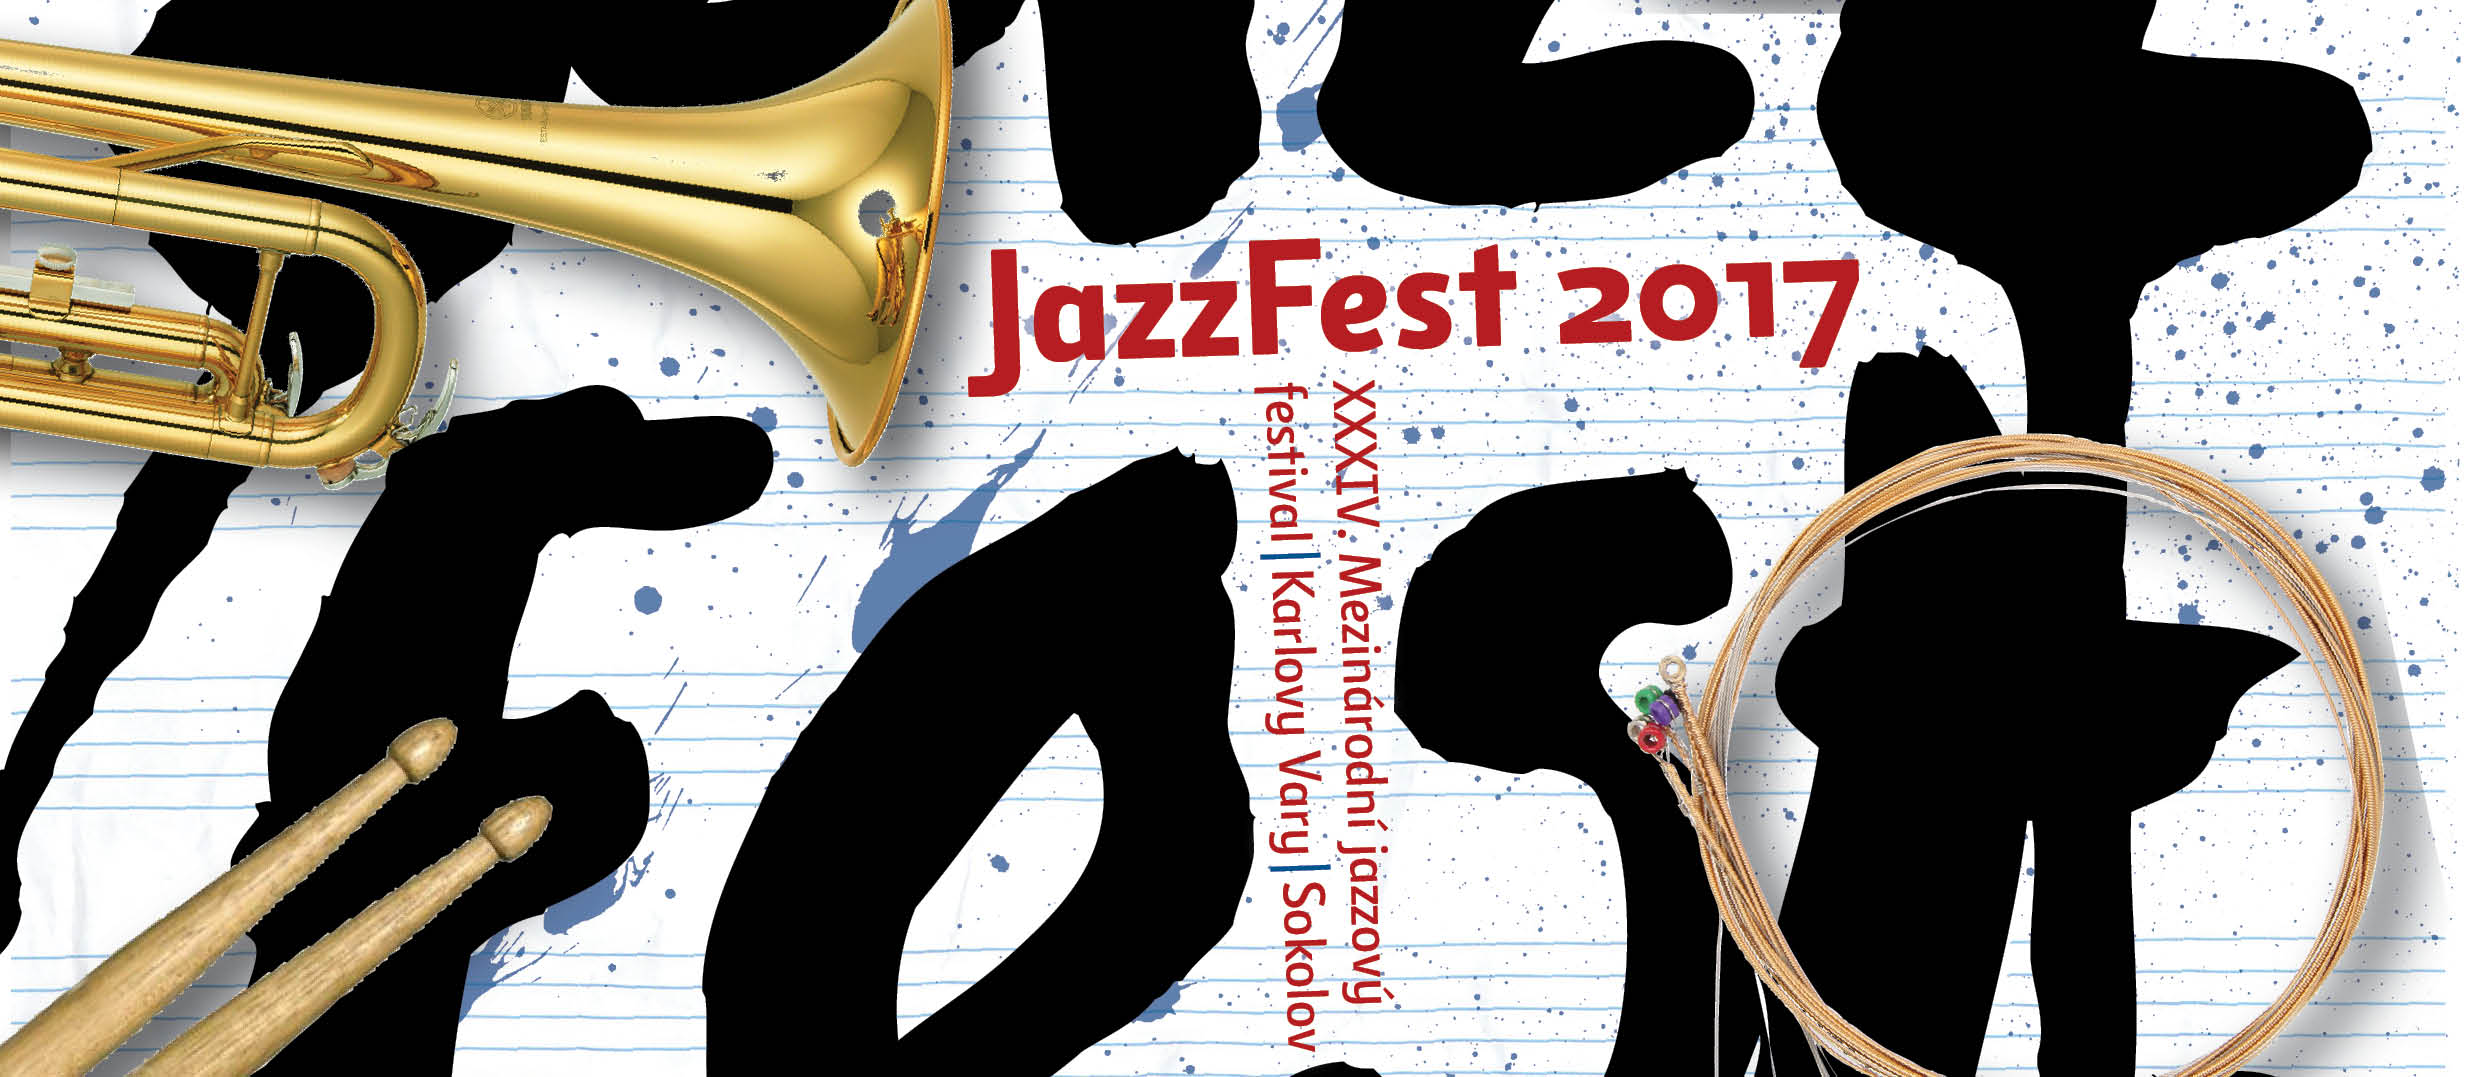 JazzFest 2017
XXXIV. Mezinárodní jazzový
festival|Karlovy Vary|Sokolov